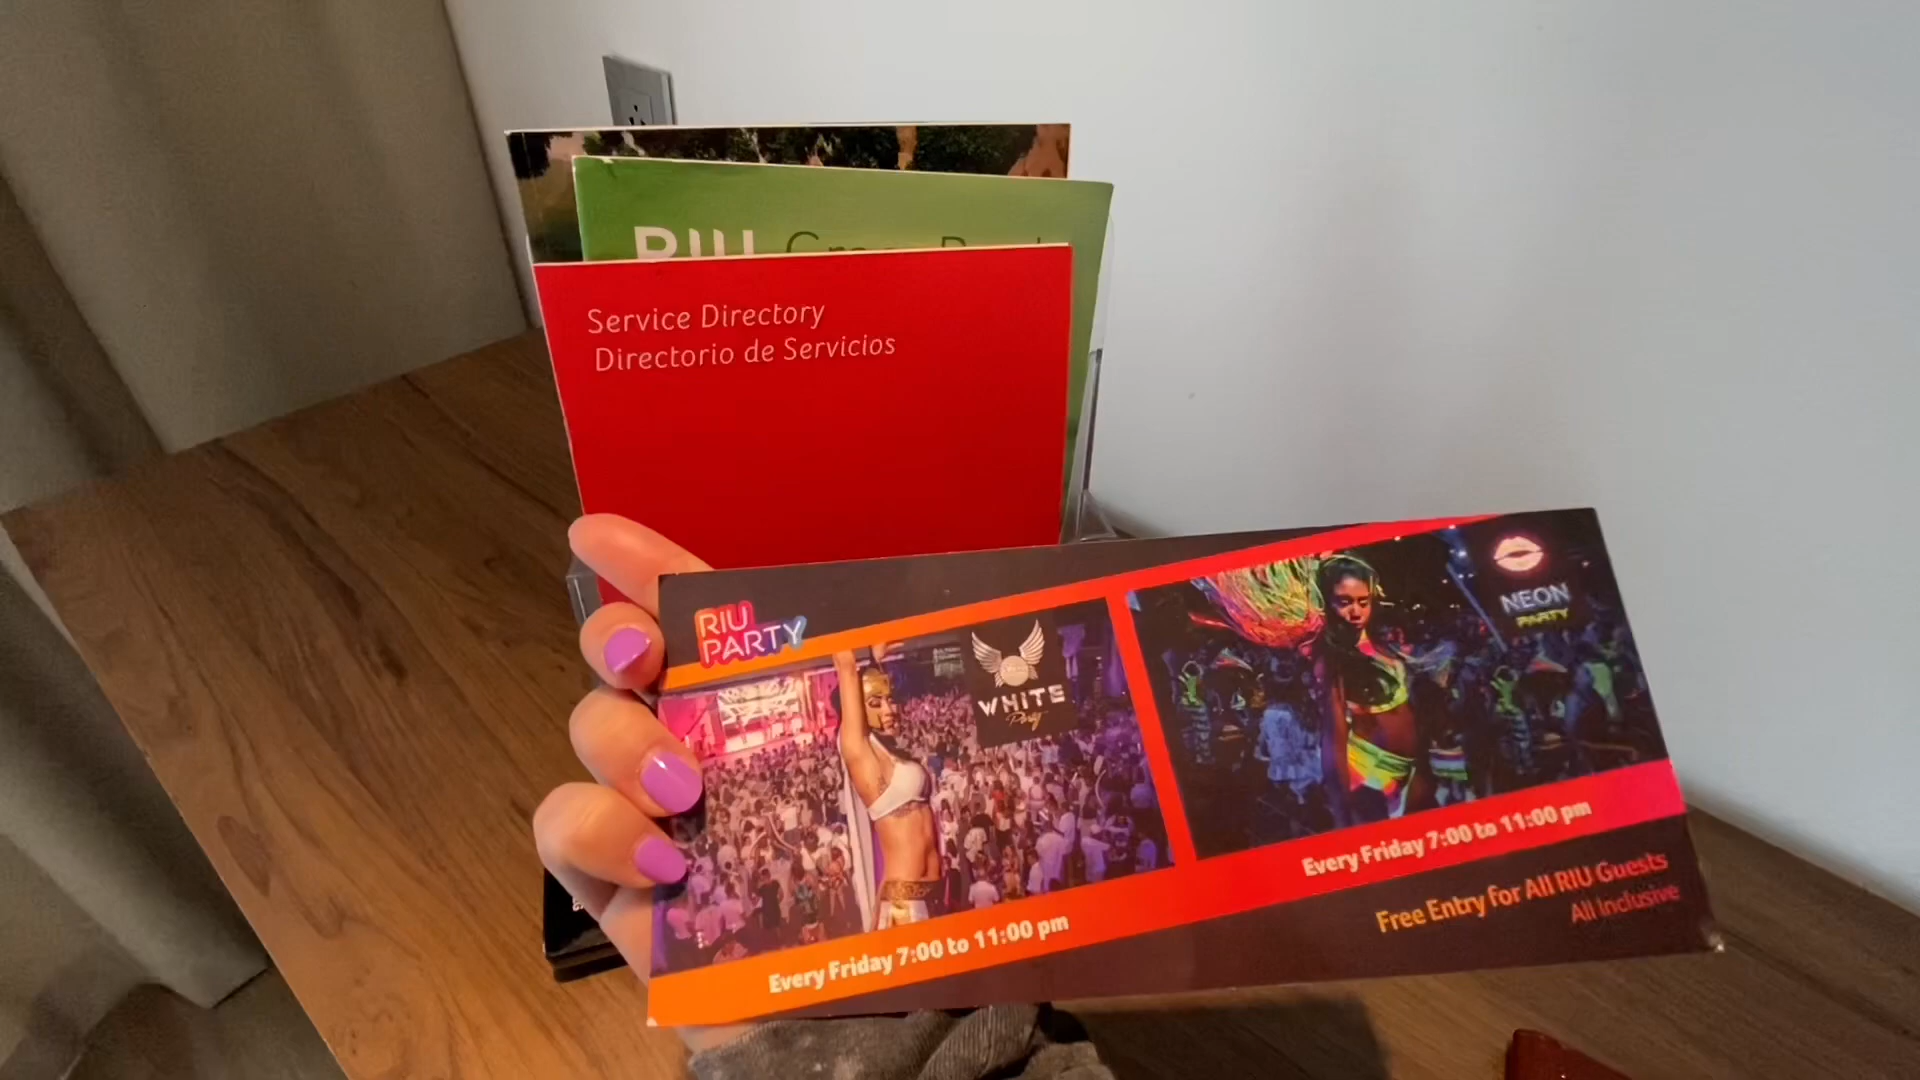 RIU
Service Directory
Directorio de Servicios
RIU
PARTY
WHITE
Party
NEON
PARTY
Every Friday 7:00 to 11:00 pm
Every Friday 7:00 to 11:00 pm
Free Entry for All RIU Guests
All Inclusive